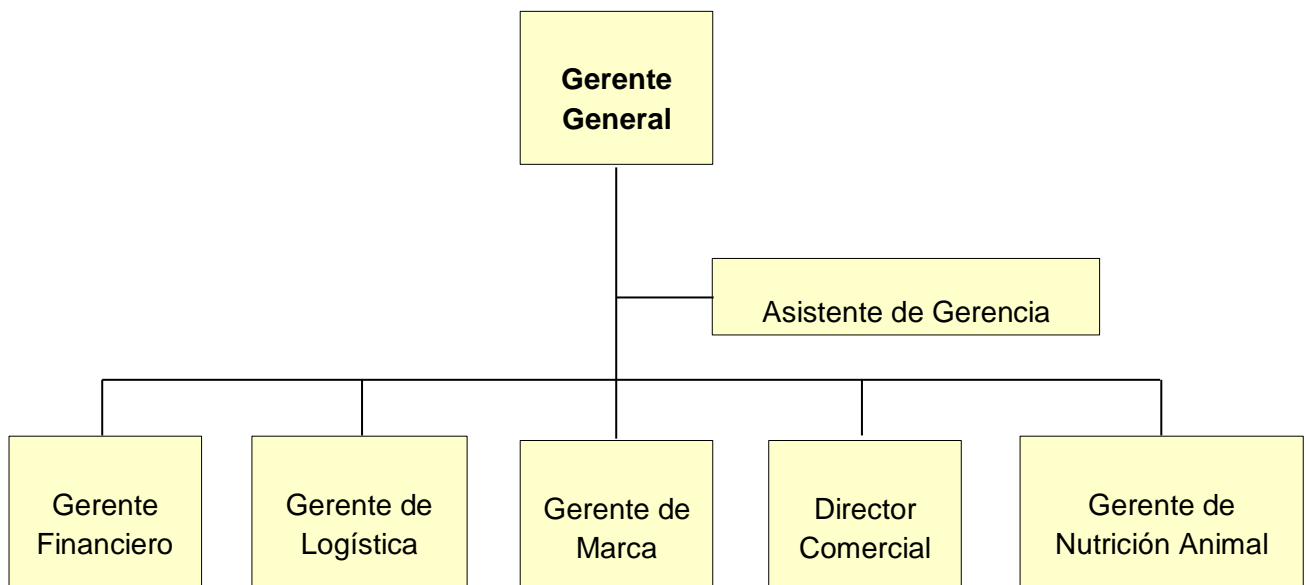 Gerente
General
Asistente de Gerencia
Gerente
Financiero
Gerente de
Logística
Gerente de
Marca
Director
Comercial
Gerente de
Nutrición Animal